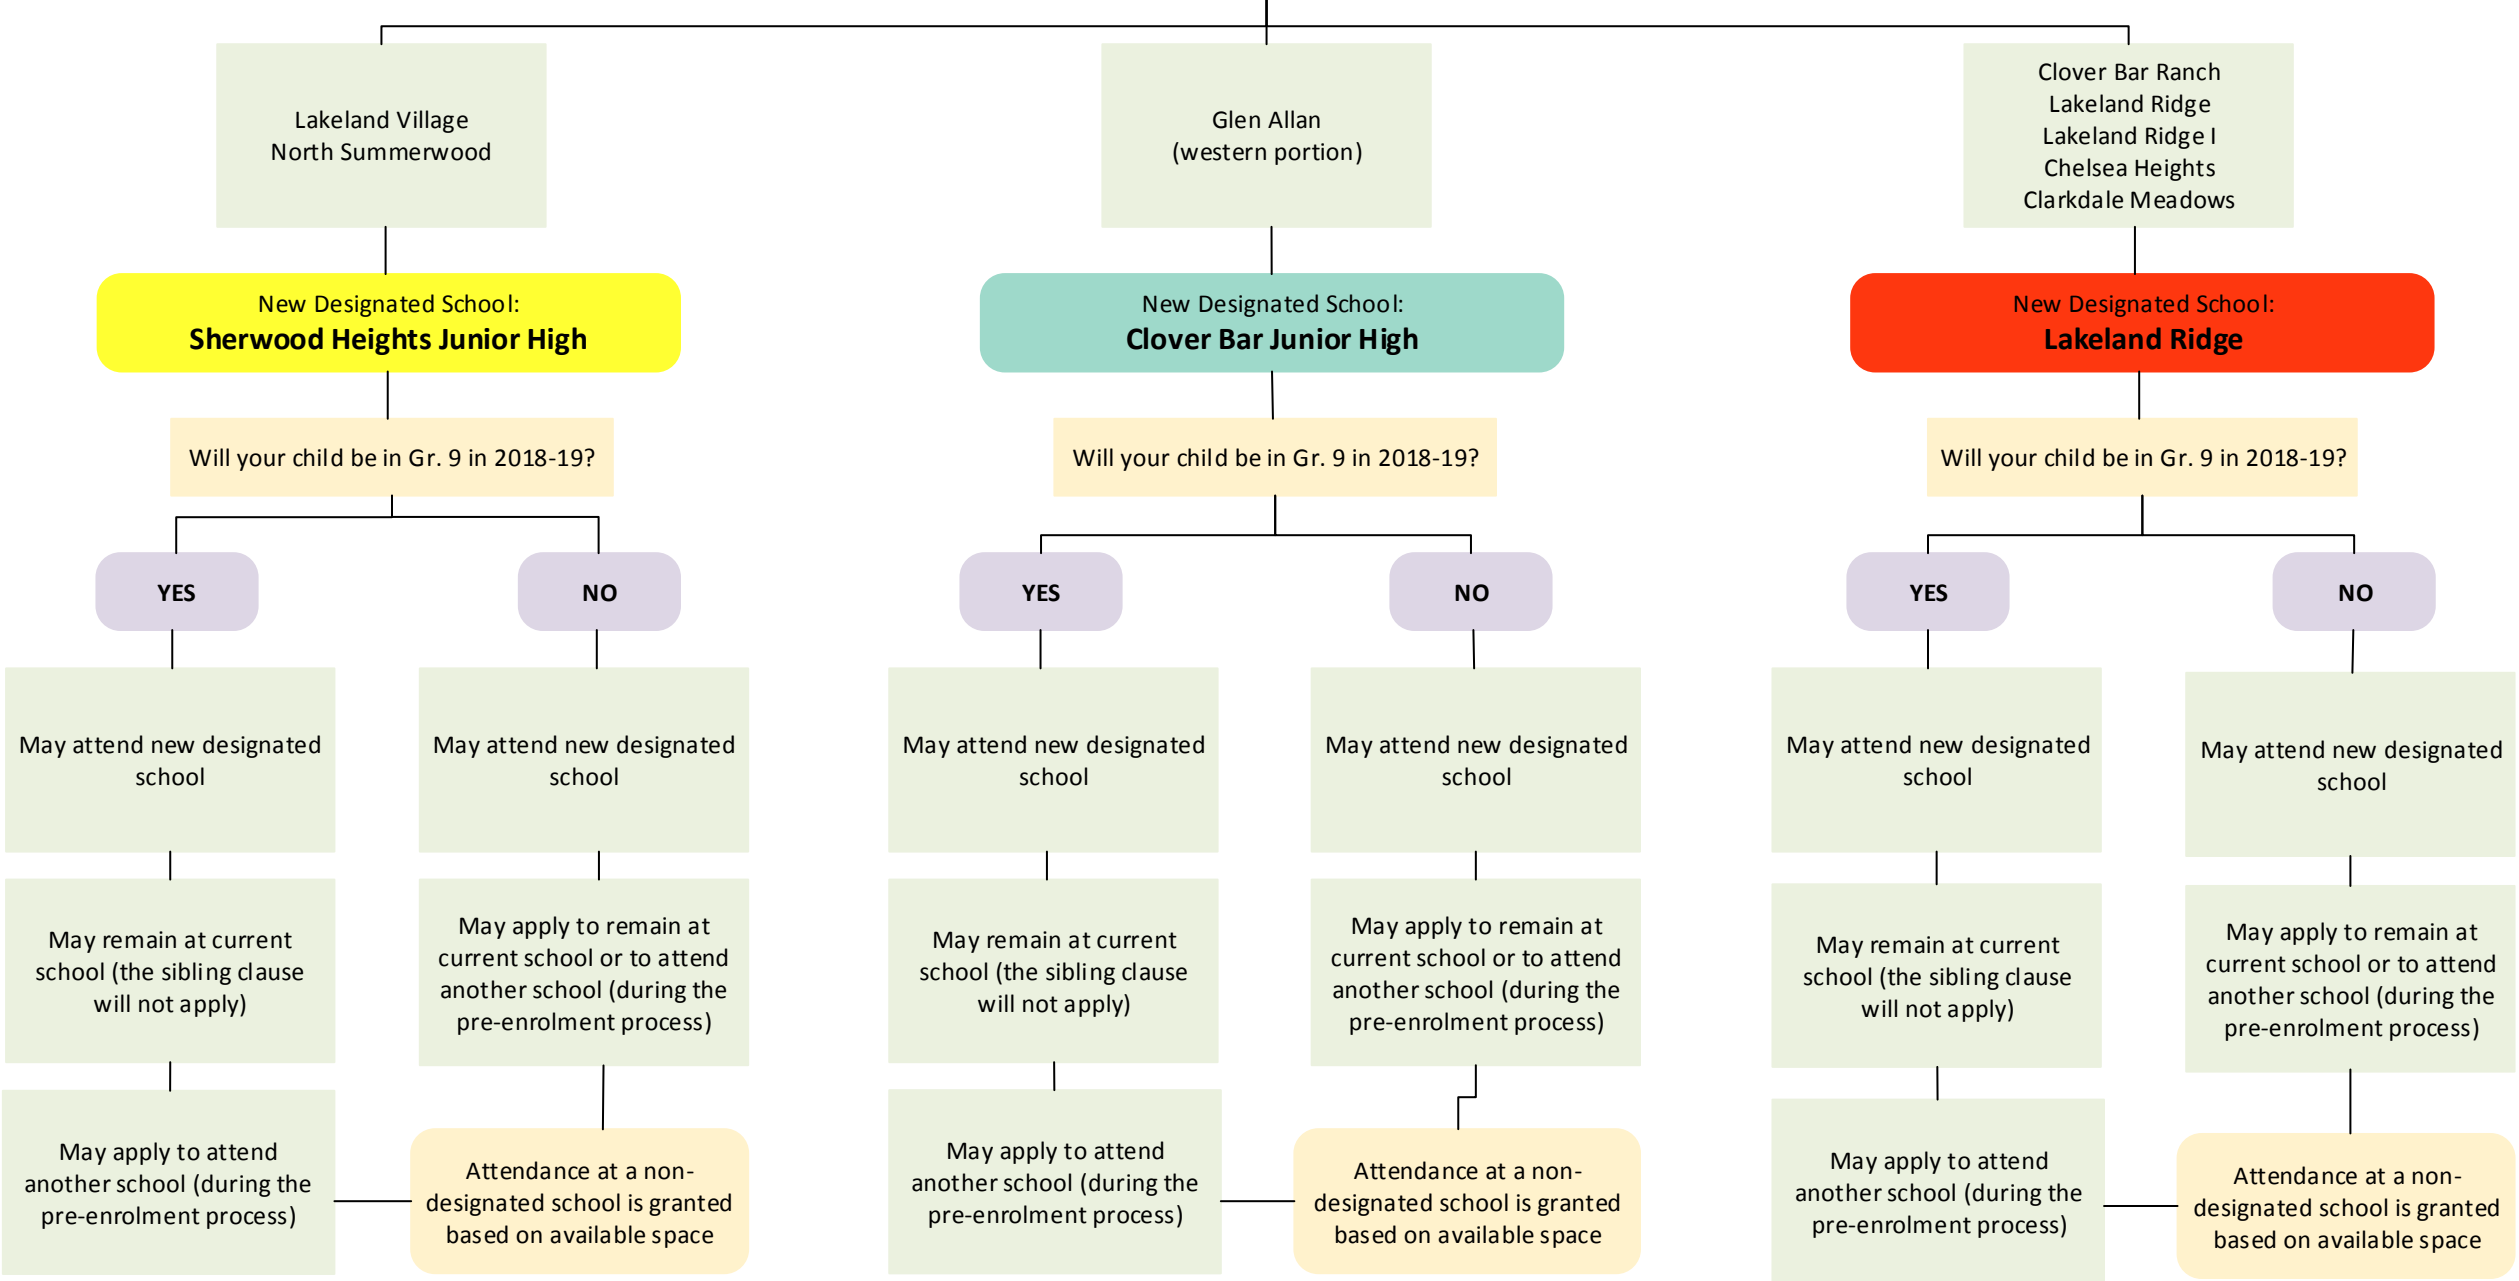 Lakeland Village
North Summerwood
Glen Allan
(western portion)
Clover Bar Ranch
Lakeland Ridge
Lakeland Ridge I
Chelsea Heights
Clarkdale Meadows
New Designated School:
Sherwood Heights Junior High
New Designated School:
Clover Bar Junior High
New Designated School:
Lakeland Ridge
Will your child be in Gr. 9 in 2018-19?
Will your child be in Gr. 9 in 2018-19?
Will your child be in Gr. 9 in 2018-19?
YES
NO
YES
NO
YES
NO
May attend new designated
school
May attend new designated
school
May attend new designated
school
May attend new designated
school
May attend new designated
school
May attend new designated
school
May remain at current
school (the sibling clause
will not apply)
May apply to remain at
current school or to attend
another school (during the
pre-enrolment process)
May remain at current
school (the sibling clause
will not apply)
May apply to remain at
current school or to attend
another school (during the
pre-enrolment process)
May remain at current
school (the sibling clause
will not apply)
May apply to remain at
current school or to attend
another school (during the
pre-enrolment process)
May apply to attend
another school (during the
pre-enrolment process)
Attendance at a non-
designated school is granted
based on available space
May apply to attend
another school (during the
pre-enrolment process)
Attendance at a non-
designated school is granted
based on available space
May apply to attend
another school (during the
pre-enrolment process)
Attendance at a non-
designated school is granted
based on available space